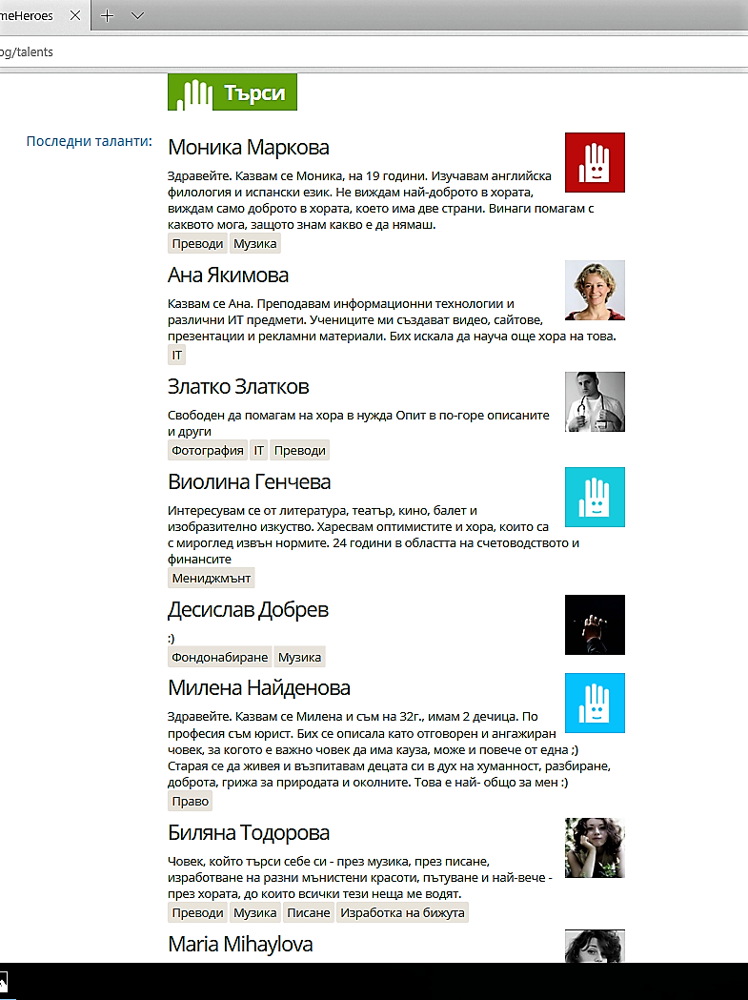 meHeroes
og/talents
Търси
Последни таланти:
Моника Маркова
Здравейте. Казвам се Моника, на 19 години. Изучавам английска
филология и испански език. Не виждам най-доброто в хората,
виждам само доброто в хората, което има две страни. Винаги помагам с
каквото мога, защото знам какво е да нямаш.
Преводи Музика
Ана Якимова
Казвам се Ана. Преподавам информационни технологии и
различни ИТ предмети. Учениците ми създават видео, сайтове,
презентации и рекламни материали. Бих искала да науча още хора на това.
IT
Златко Златков
Свободен да помагам на хора в нужда Опит в по-горе описаните
и други
Фотография IT Преводи
Виолина Генчева
Интересувам се от литература, театър, кино, балет и
изобразително изкуство. Харесвам оптимистите и хора, които са
с мироглед извън нормите. 24 години в областта на счетоводството и
финансите
Мениджмънт
Десислав Добрев
:)
Фондонабиране Музика
Милена Найденова
Здравейте. Казвам се Милена и съм на 32г., имам 2 дечица. По
професия съм юрист. Бих се описала като отговорен и ангажиран
човек, за когото е важно човек да има кауза, може и повече от една ;)
Старая се да живея и възпитавам децата си в дух на хуманност, разбиране,
доброта, грижа за природата и околните. Това е най- общо за мен :)
Право
Биляна Тодорова
Човек, който търси себе си - през музика, през писане,
изработване на разни мънистени красоти, пътуване и най-вече -
през хората, до които всички тези неща ме водят.
Преводи Музика Писане Изработка на бижута
Maria Mihaylova